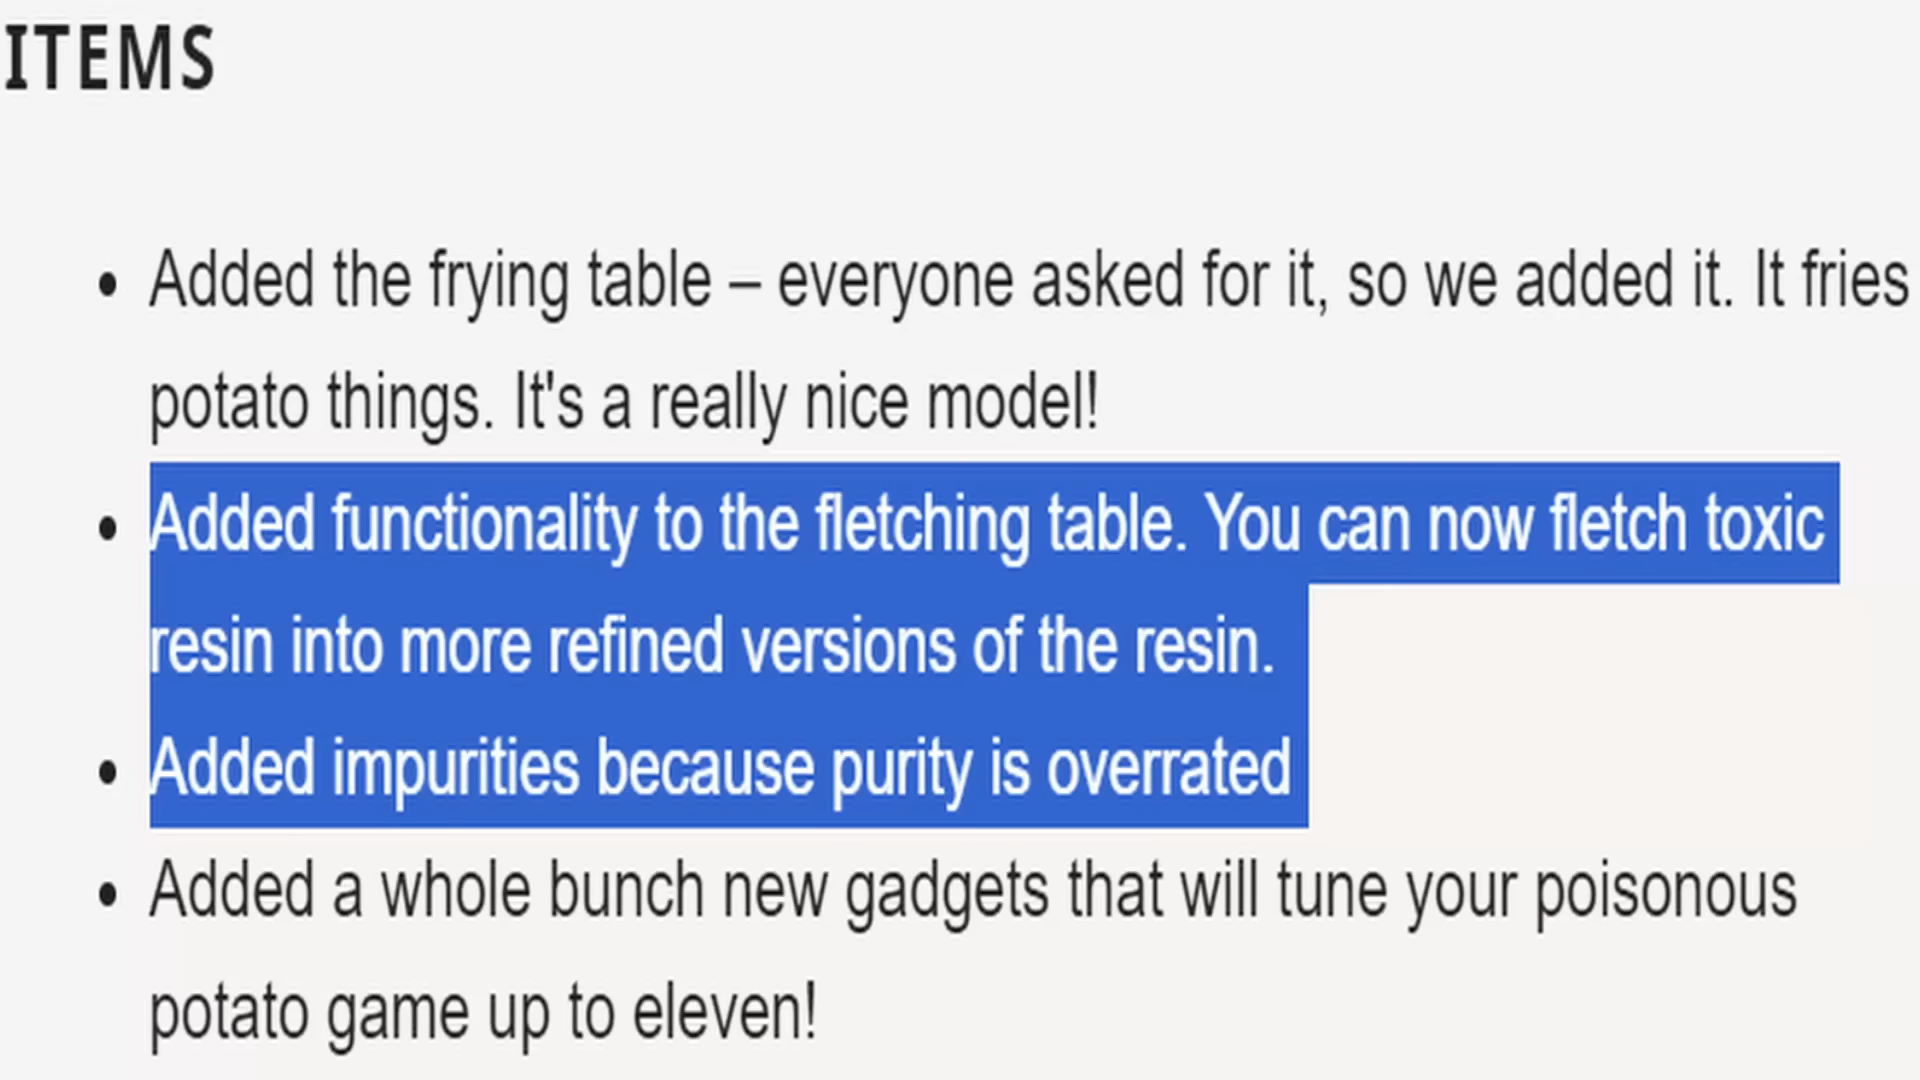 ITEMS
• Added the frying table – everyone asked for it, so we added it. It fries
potato things. It's a really nice model!
• Added functionality to the fletching table. You can now fletch toxic
resin into more refined versions of the resin.
• Added impurities because purity is overrated
• Added a whole bunch new gadgets that will tune your poisonous
potato game up to eleven!